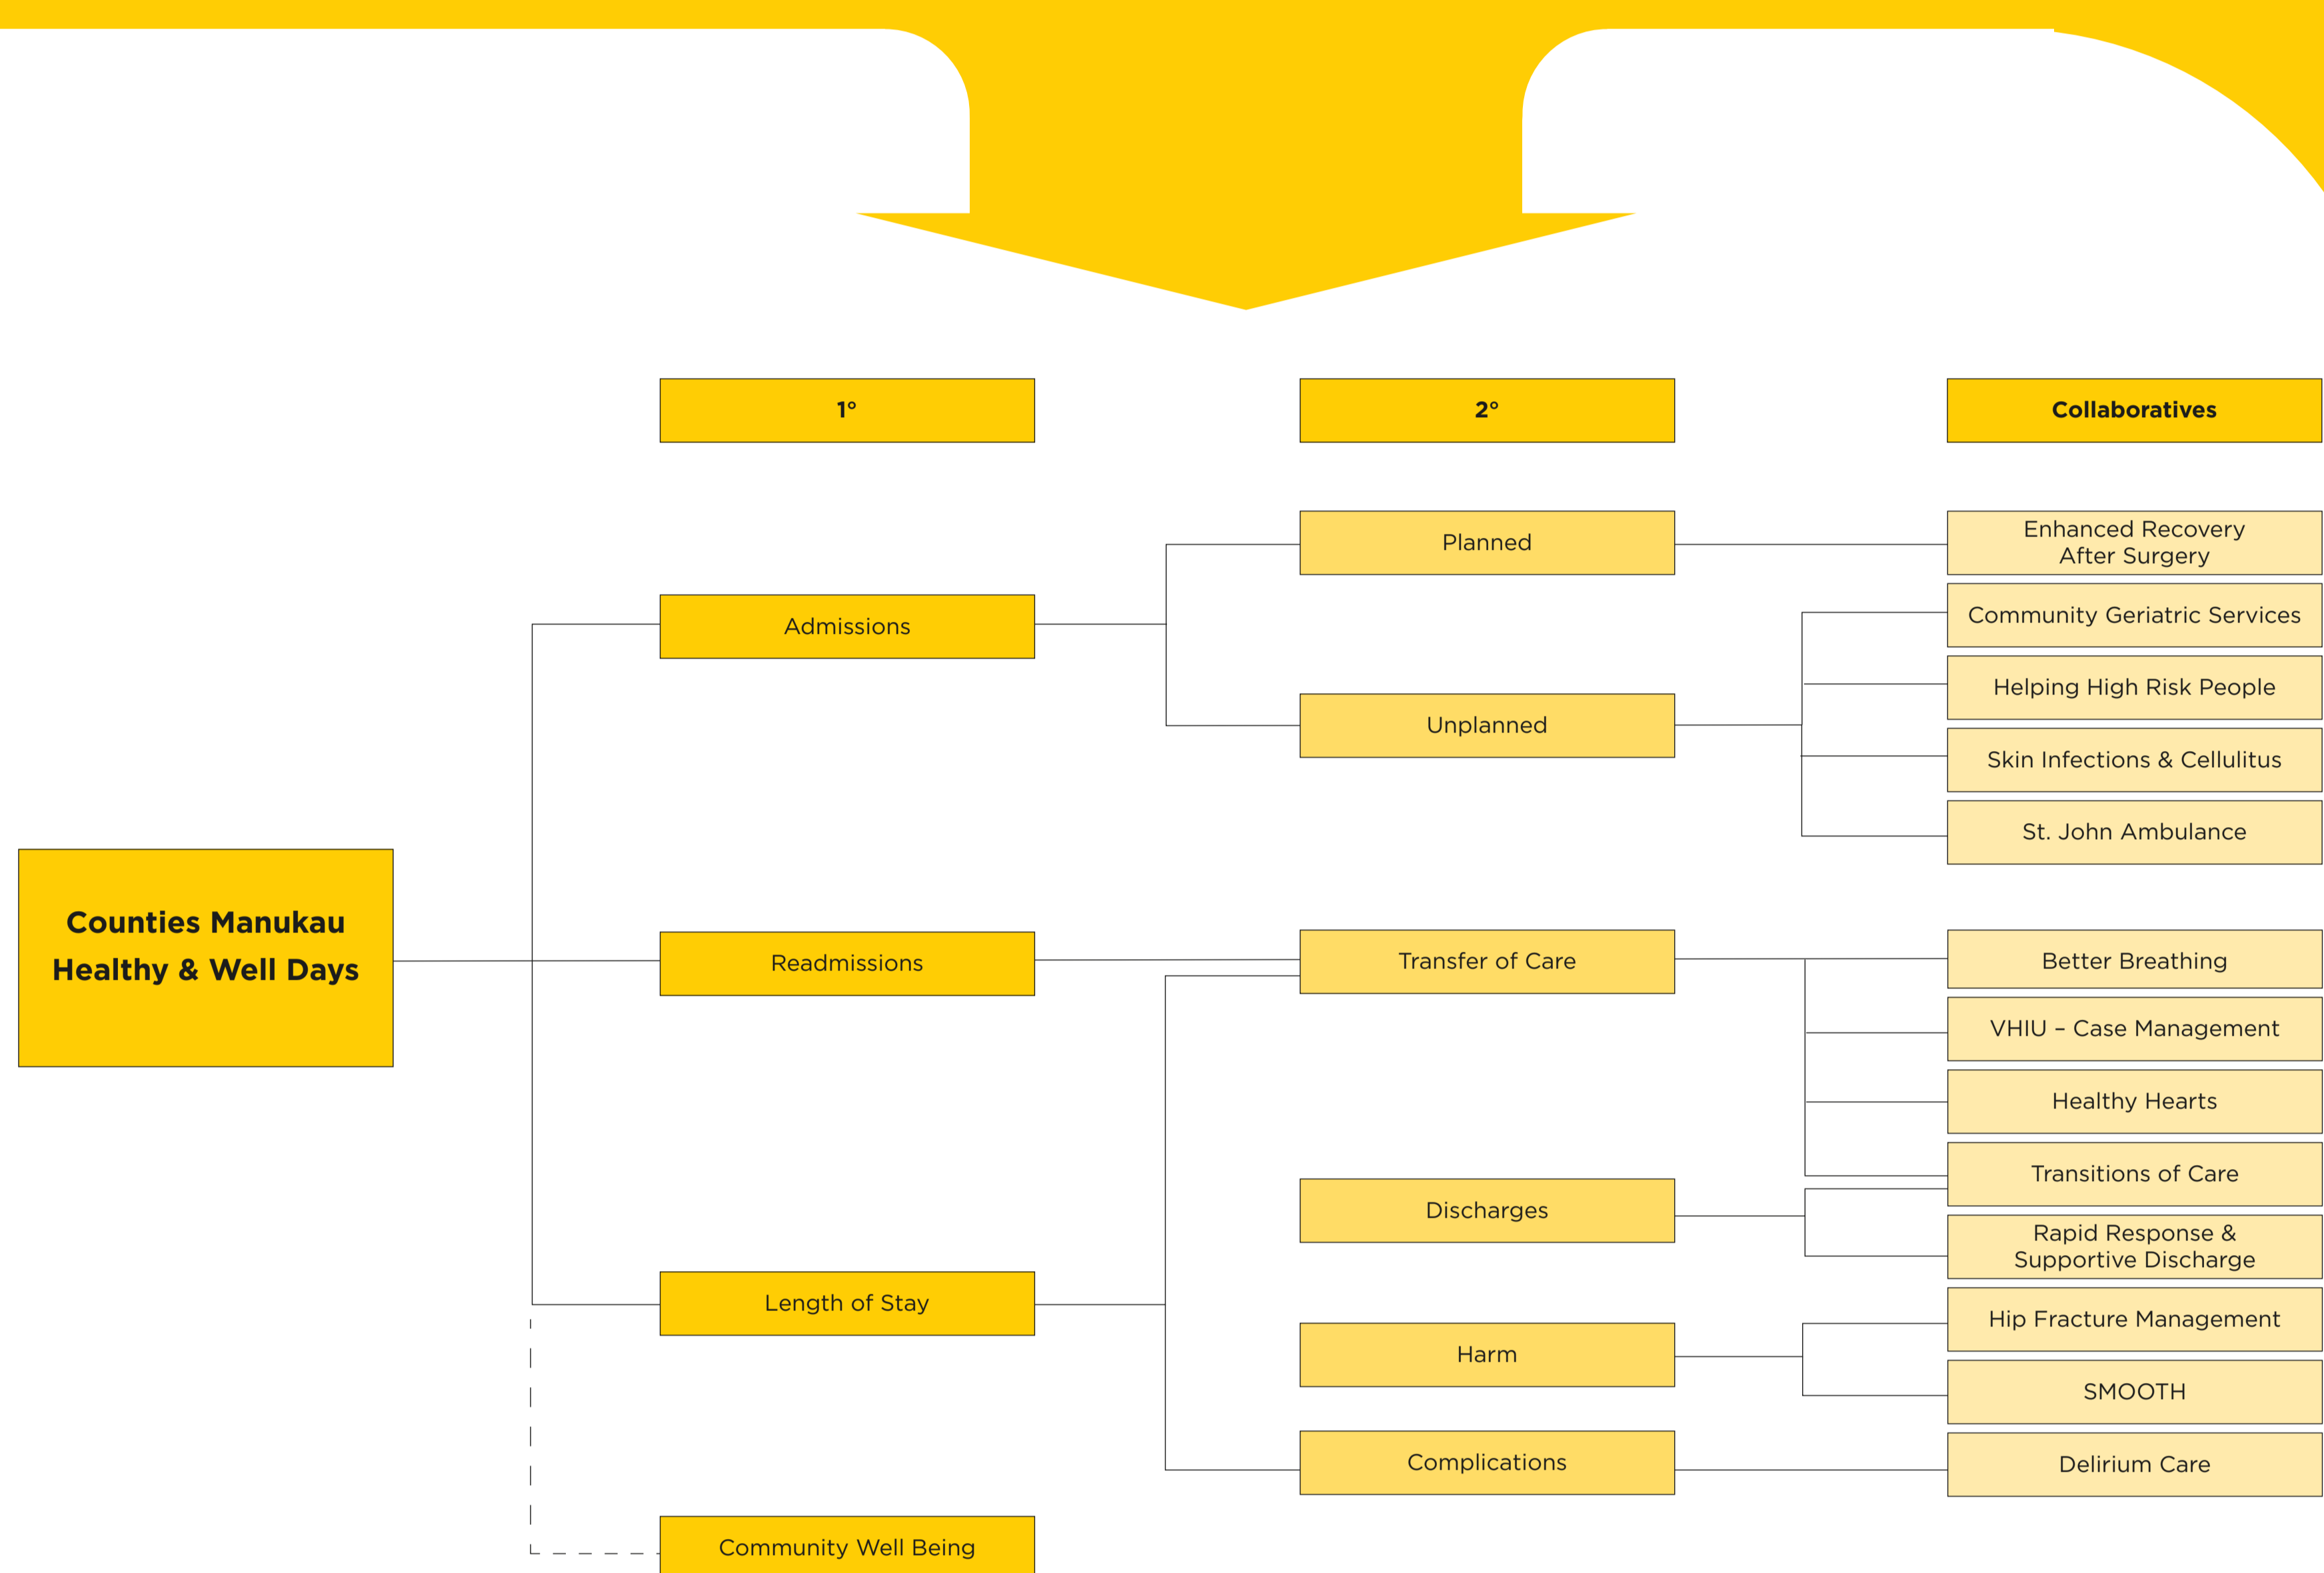 1°
2°
Collaboratives
Planned
Enhanced Recovery
After Surgery
Admissions
Community Geriatric Services
Helping High Risk People
Unplanned
Skin Infections & Cellulitus
St. John Ambulance
Counties Manukau
Healthy & Well Days
Readmissions
Transfer of Care
Better Breathing
VHIU – Case Management
Healthy Hearts
Transitions of Care
Discharges
Rapid Response &
Supportive Discharge
Length of Stay
Hip Fracture Management
Harm
SMOOTH
Complications
Delirium Care
Community Well Being